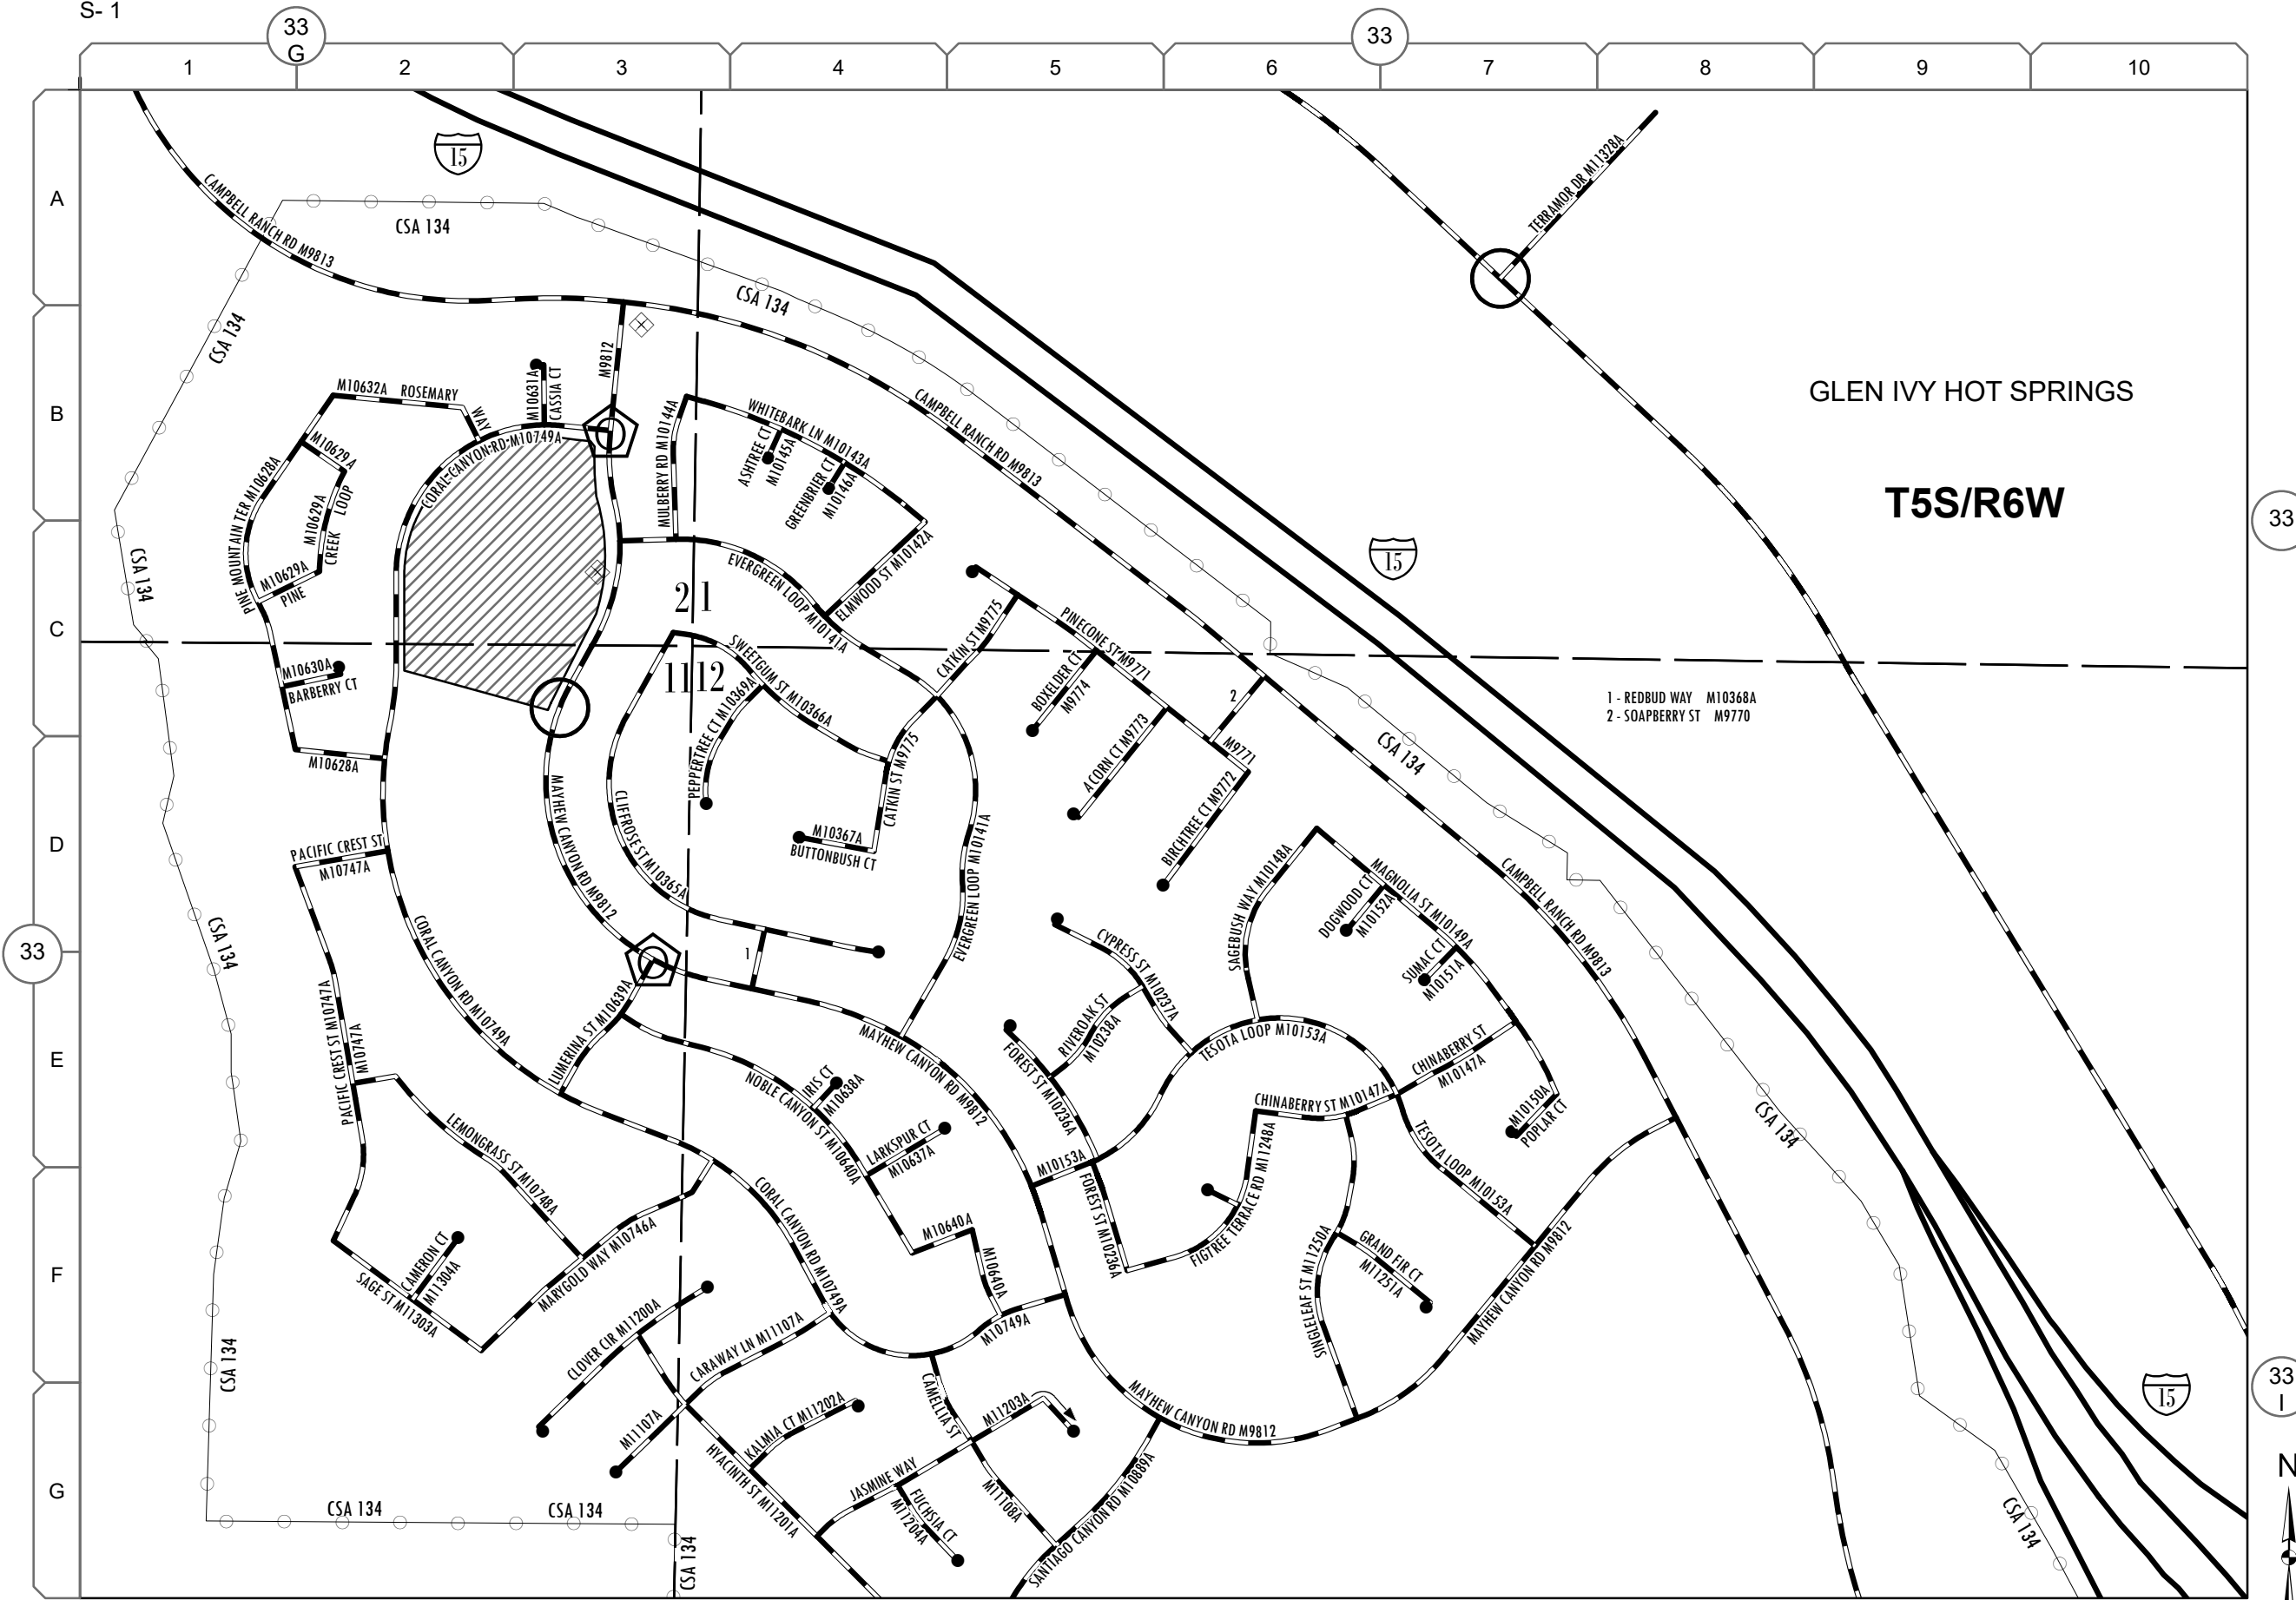 S- 1
33
G
33
1 2 3 4 5 6 7 8 9 10
A
B
C
D
E
F
G
33
33
33
I
N
15
15
15
CAMPBELL RANCH RD M9813
CSA 134
CSA 134
CSA 134
TERRAMOR DR M11328A
GLEN IVY HOT SPRINGS
T5S/R6W
M9812
M10632A ROSEMARY
WAY
M10631A
CASSIA CT
CORAL CANYON RD M10749A
M10629A
PINE MOUNTAIN TER M10628A
M10629A
CREEK LOOP
M10629A
PINE
MULBERRY RD M10144A
WHITEBARK LN M10143A
ASHTREE CT
M10145A
GREENBRIER CT
M10146A
CAMPBELL RANCH RD M9813
ELMWOOD ST M10142A
EVERGREEN LOOP M10141A
CSA 134
2 1
11 12
M10630A
BARBERRY CT
M10628A
SWEETGUM ST M10366A
PEPPERTREE CT M10369A
CATKIN ST M9775
PINECONE ST M9771
BOXELDER CT
M9774
2
1 - REDBUD WAY M10368A
2 - SOAPBERRY ST M9770
ACORN CT M9773
M9771
BIRCHTREE CT M9772
CSA 134
CATKIN ST M9775
MAYHEW CANYON RD M9812
CLIFFROSE ST M10365A
M10367A
BUTTONBUSH CT
EVERGREEN LOOP M10141A
PACIFIC CREST ST
M10747A
CSA 134
CORAL CANYON RD M10749A
1
SAGEBUSH WAY M10148A
MAGNOLIA ST M10149A
DOGWOOD CT
M10152A
SUMAC CT
M10151A
CAMPBELL RANCH RD M9813
CYPRESS ST M10237A
RIVEROAK ST
M10238A
FOREST ST M10236A
TESOTA LOOP M10153A
CHINABERRY ST
M10147A
CHINABERRY ST M10147A
M10150A
POPLAR CT
CSA 134
PACIFIC CREST ST M10747A
M10747A
LUMERINA ST M10639A
MAYHEW CANYON RD M9812
NOBLE CANYON ST M10640A
IRIS CT
M10638A
LARKSPUR CT
M10637A
LEMONGRASS ST M10748A
M10153A
FOREST ST M10236A
FIGTREE TERRACE RD M11248A
TESOTA LOOP M10153A
CAMERON CT
M11304A
SAGE ST M11303A
MARYGOLD WAY M10746A
CORAL CANYON RD M10749A
M10640A
M10640A
M10749A
SINGLELEAF ST M11250A
GRAND FIR CT
M11251A
MAYHEW CANYON RD M9812
CLOVER CIR M11200A
CARAWAY LN M11107A
M11107A
KALMIA CT M11202A
CAMELLIA ST
M11203A
MAYHEW CANYON RD M9812
CSA 134
HYACINTH ST M11201A
JASMINE WAY
FUCHSIA CT
M11204A
M11108A
SANTIAGO CANYON RD M10889A
CSA 134
CSA 134
CSA 134
CSA 134